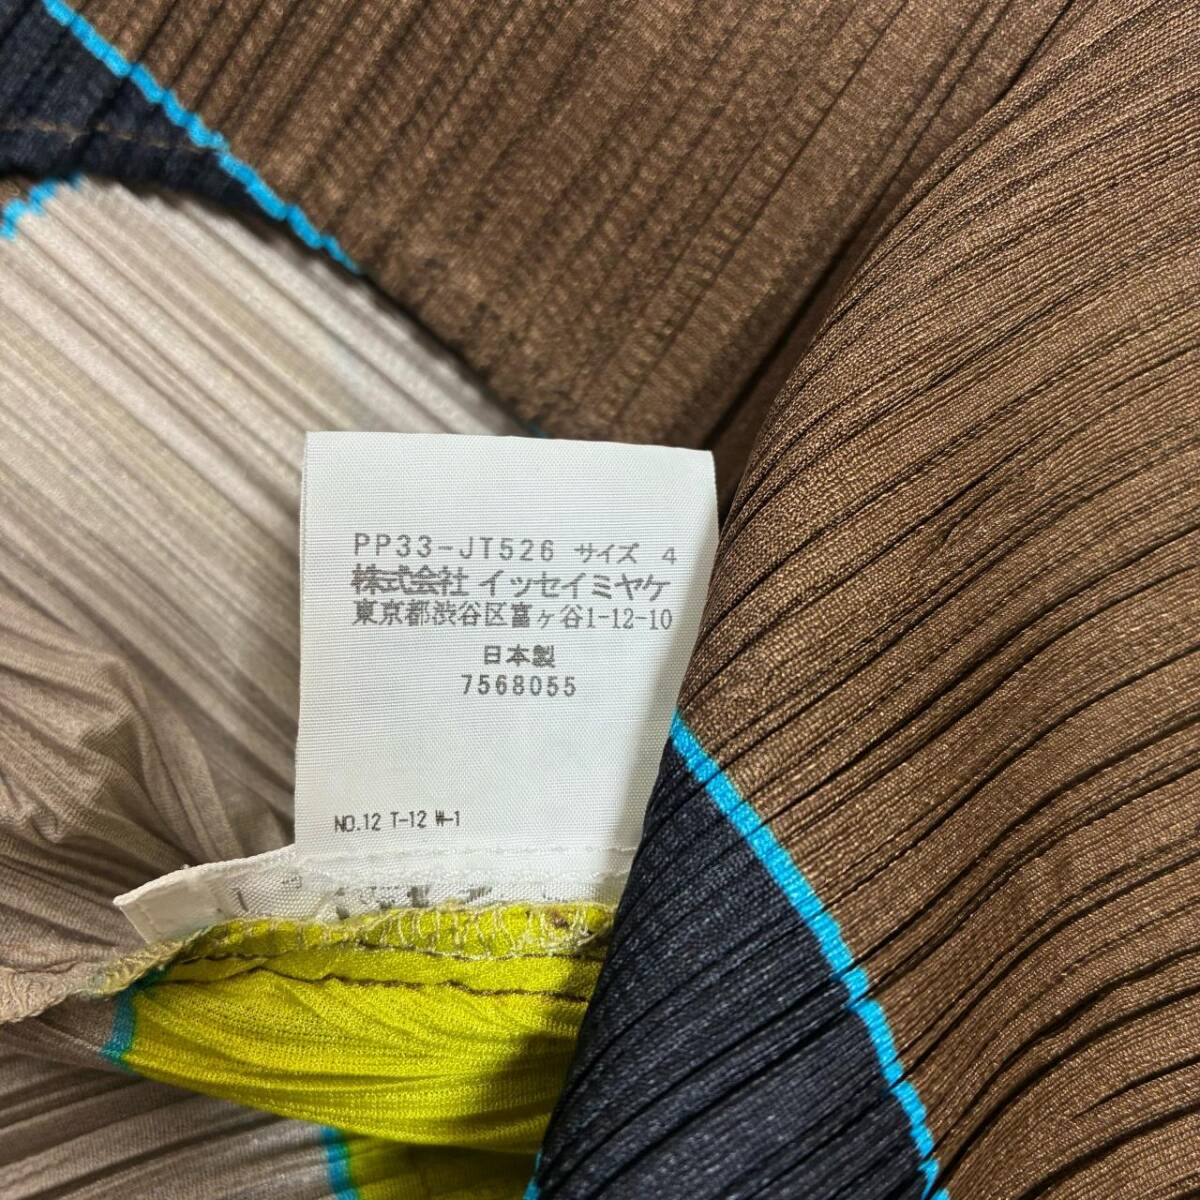 PP33-JT526 サイズ 4
株式会社 イッセイミヤケ
東京都渋谷区富ヶ谷1-12-10
日本製
7568055
NO.12 T-12 W-1